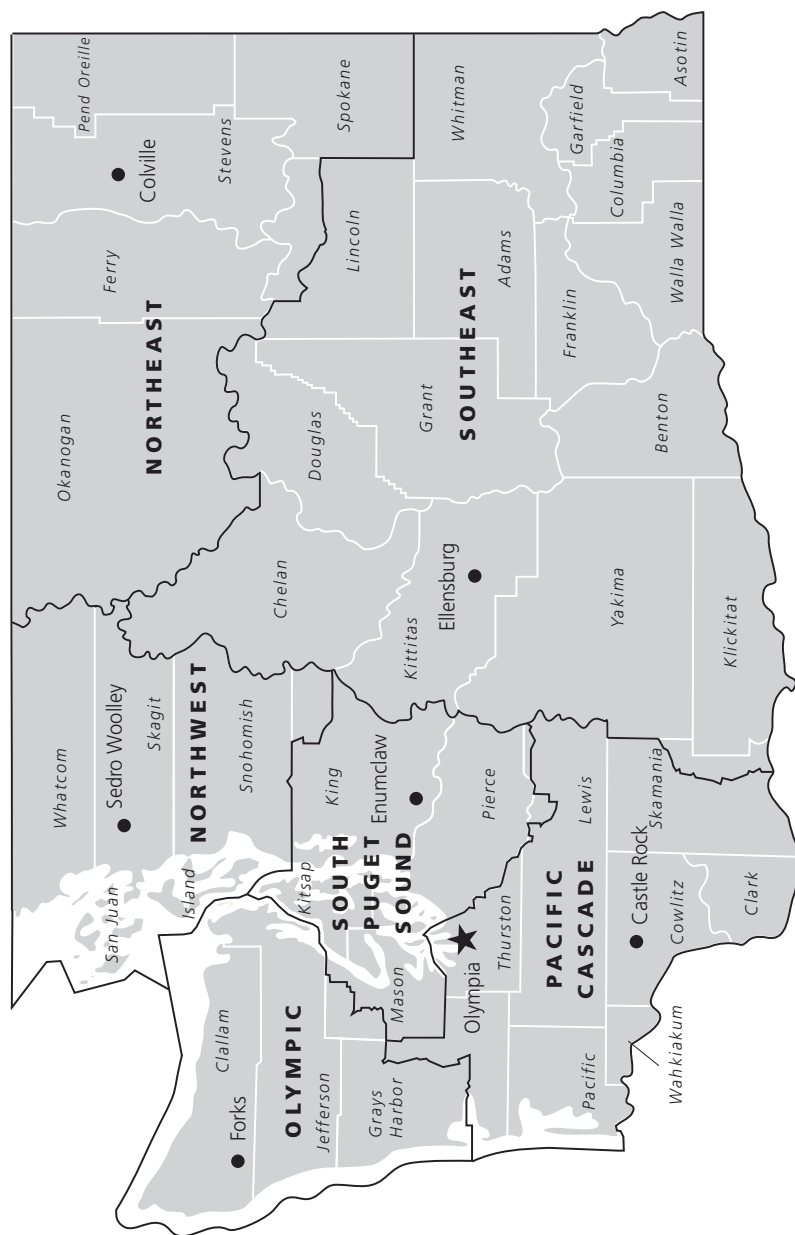 Whatcom
Okanogan
Ferry
Pend Oreille
Stevens
Colville
San Juan
Sedro Woolley
Skagit
NORTHWEST
NORTHEAST
Island
Snohomish
Chelan
Douglas
Lincoln
Spokane
Clallam
Forks
OLYMPIC
Jefferson
Kitsap
King
SOUTH
PUGET
SOUND
Enumclaw
Grays
Harbor
Mason
Kittitas
Ellensburg
Grant
SOUTHEAST
Adams
Whitman
Olympia
Thurston
Pierce
PACIFIC
CASCADE
Lewis
Franklin
Garfield
Columbia
Pacific
Castle Rock
Skamania
Yakima
Benton
Walla Walla
Asotin
Wahkiakum
Cowlitz
Clark
Klickitat